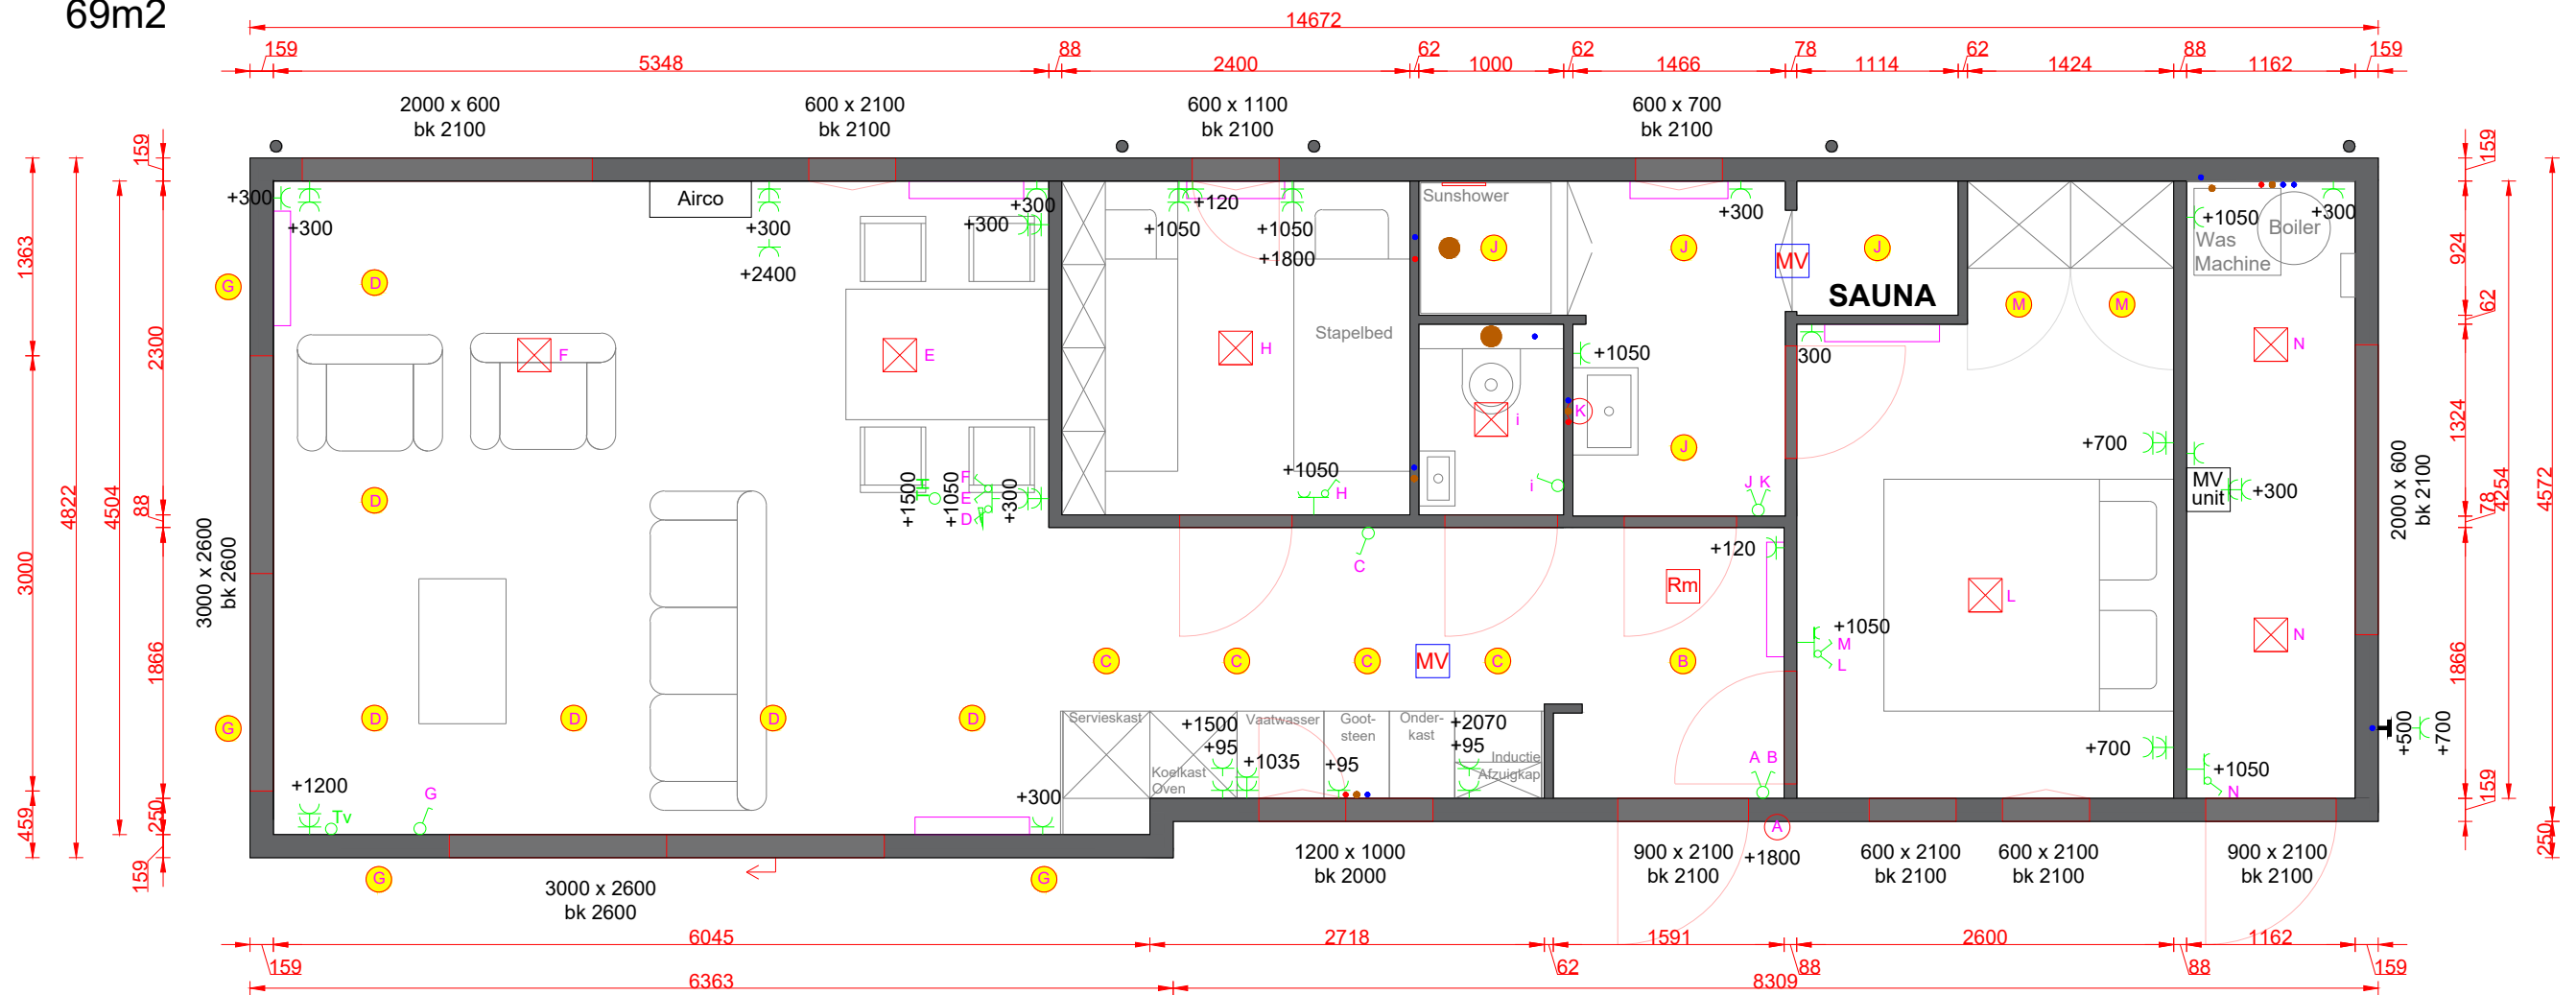 69m2
14672
159
5348
88
2400
62
1000
62
1466
78
1114
62
1424
88
1162
159
2000 x 600
bk 2100
600 x 2100
bk 2100
600 x 1100
bk 2100
600 x 700
bk 2100
159
1363
2300
4822
4504
88
3000
1866
250
459
159
3000 x 2600
bk 2600
+300
+300
Airco
+300
+2400
+300
+300
+1050
+120
+1050
+1800
Sunshower
+300
+1050
Was
Machine
Boiler
+300
G
D
J
J
MV
J
SAUNA
M
M
F
E
H
Stapelbed
i
+1050
K
300
N
D
+1500
+1050
F
E
D
+300
+1050
H
i
J
J K
+700
MV
unit
+300
C
+120
Rm
L
+1050
M
L
N
C
C
C
MV
C
B
G
D
D
D
D
Servieskast
+1500
+95
Koelkast
Oven
Vaatwasser
+1035
Goot-
steen
+95
Onder-
kast
+2070
+95
Inductie
Afzuigkap
A B
+700
+1050
N
+500
+700
+1200
Tv
G
+300
A
+1800
G
G
3000 x 2600
bk 2600
1200 x 1000
bk 2000
900 x 2100
bk 2100
600 x 2100
bk 2100
600 x 2100
bk 2100
900 x 2100
bk 2100
2000 x 600
bk 2100
159
924
62
1324
78
4254
4572
1866
159
250
6045
2718
1591
2600
1162
159
62
88
88
159
6363
8309